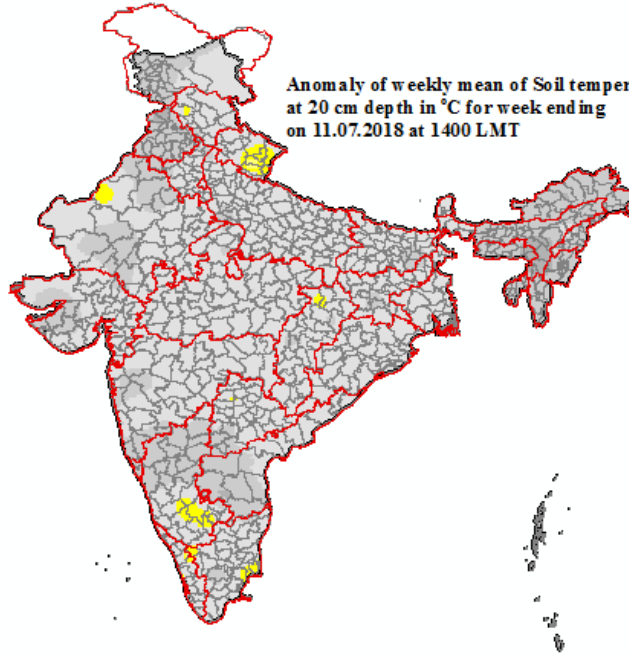 Anomaly of weekly mean of Soil temper
at 20 cm depth in °C for week ending
on 11.07.2018 at 1400 LMT